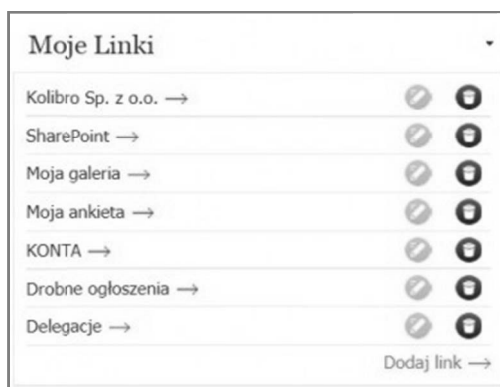 Moje Linki
Kolibro Sp. z o.o. →
SharePoint →
Moja galeria →
Moja ankieta →
KONTA →
Drobne ogłoszenia →
Delegacje →
Dodaj link →